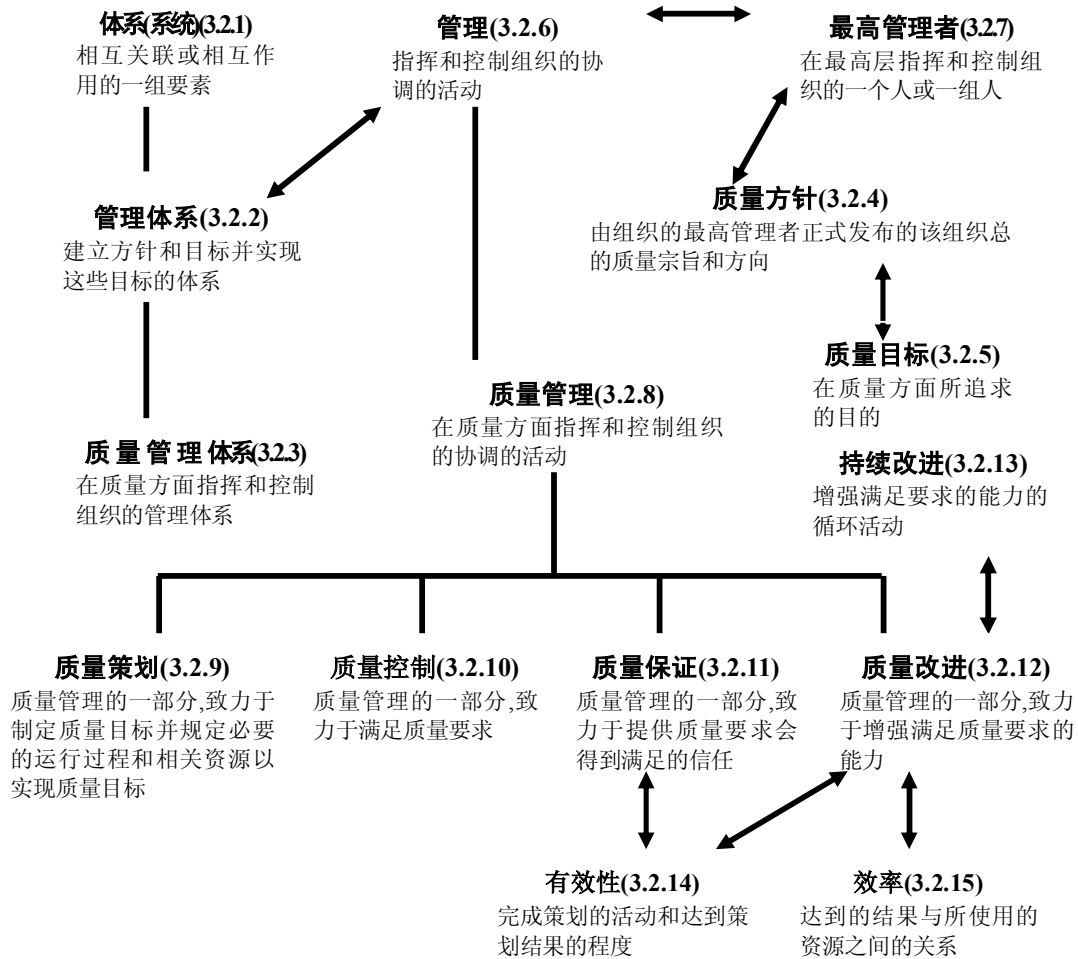 体系(系统)(3.2.1)
相互关联或相互作
用的一组要素
管理(3.2.6)
指挥和控制组织的协
调的活动
最高管理者(3.2.7)
在最高层指挥和控制组
织的一个人或一组人
管理体系(3.2.2)
建立方针和目标并实现
这些目标的体系
质量方针(3.2.4)
由组织的最高管理者正式发布的该组织总
的质量宗旨和方向
质量目标(3.2.5)
在质量方面所追求
的目的
质量管理(3.2.8)
在质量方面指挥和控制组织
的协调的活动
质量管理体系(3.2.3)
在质量方面指挥和控制
组织的管理体系
持续改进(3.2.13)
增强满足要求的能力的
循环活动
质量策划(3.2.9)
质量管理的一部分,致力于
制定质量目标并规定必要
的运行过程和相关资源以
实现质量目标
质量控制(3.2.10)
质量管理的一部分,致
力于满足质量要求
质量保证(3.2.11)
质量管理的一部分,致
力于提供质量要求会
得到满足的信任
质量改进(3.2.12)
质量管理的一部分,致力
于增强满足质量要求的
能力
有效性(3.2.14)
完成策划的活动和达到策
划结果的程度
效率(3.2.15)
达到的结果与所使用的
资源之间的关系